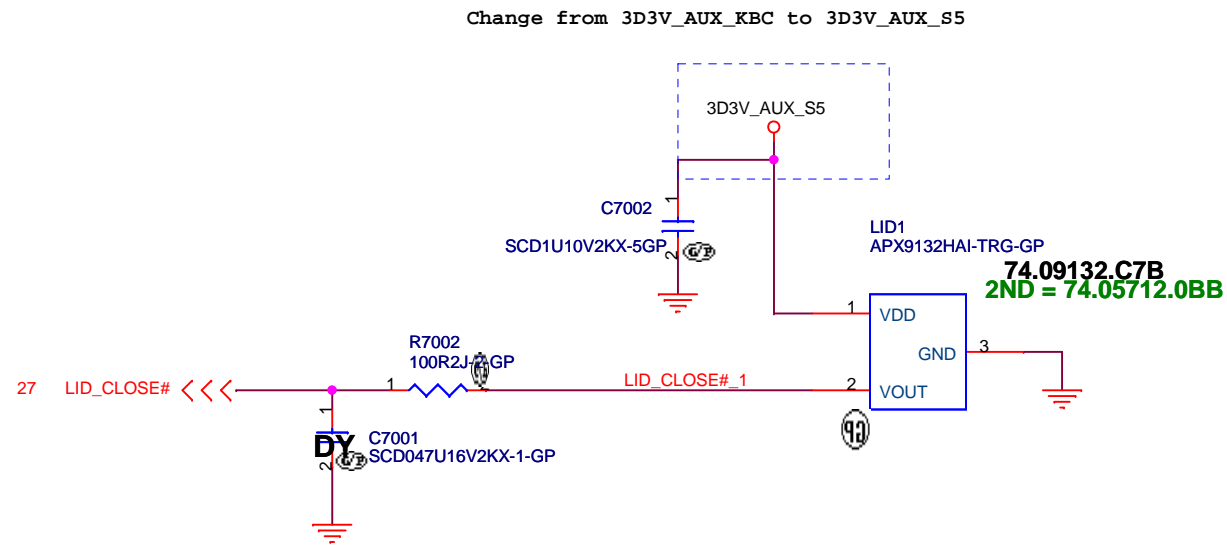 Change from 3D3V_AUX_KBC to 3D3V_AUX_S5
3D3V_AUX_S5
1
C7002
SCD1U10V2KX-5GP
2
G/P
LID1
APX9132HAI-TRG-GP
74.09132.C7B
2ND = 74.05712.0BB
1
VDD
GND
3
2
VOUT
R7002
100R2J-2-GP
27
LID_CLOSE#
1
LID_CLOSE#_1
1
C7001
DY
SCD047U16V2KX-1-GP
2
G/P